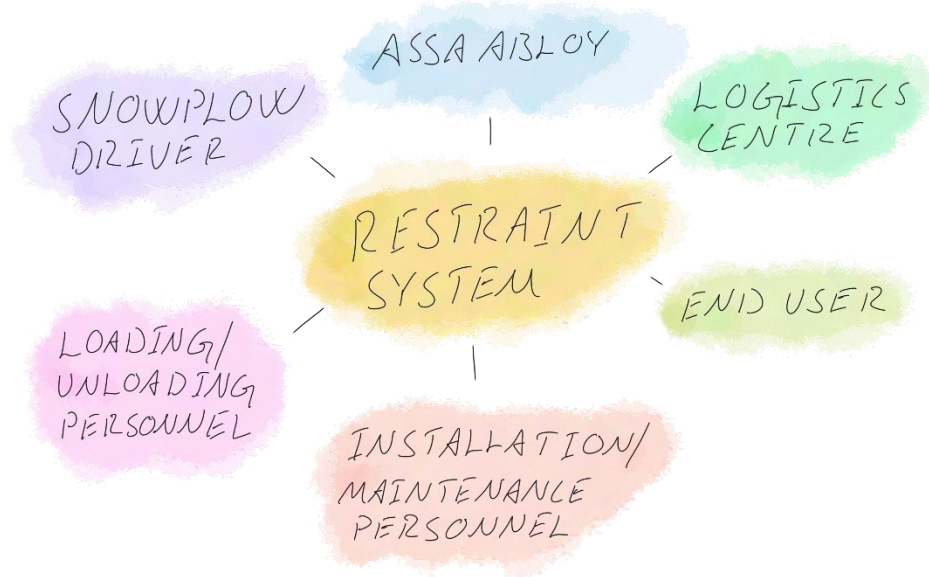 ASSA ABLOY
SNOWPLOW
DRIVER
LOGISTICS
CENTRE
RESTRAINT
SYSTEM
END USER
LOADING/
UNLOADING
PERSONNEL
INSTALLATION/
MAINTENANCE
PERSONNEL